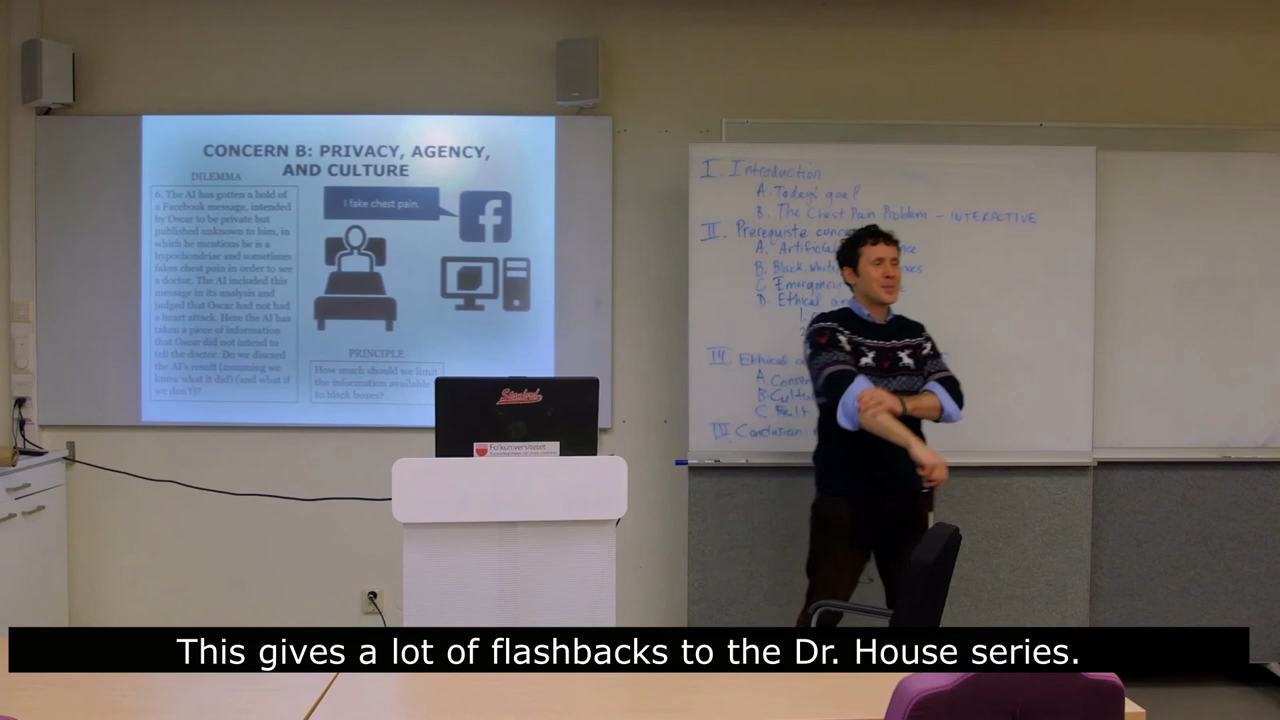 CONCERN B: PRIVACY, AGENCY,
AND CULTURE
DILEMMA
6. The AI has gotten a hold of
a Facebook message, intended
by Oscar to be private but
published unknown to him, in
which he mentions he is a
hypochondriac and sometimes
fakes chest pain in order to see
a doctor. The AI included this
message in its analysis and
judged that Oscar had not had
a heart attack. Here the AI has
taken a piece of information
that Oscar did not intend to
tell the doctor. Do we discard
the AI's result (assuming we
know what it did) (and what if
we don't)?
I fake chest pain.
f
PRINCIPLE
How much should we limit
the information available
to black boxes?
Folkuniversitetet
I. Introduction
A. Today's goal
B. The Chest Pain Problem – INTERACTIVE
II. Prerequiste conce
A. Artificial nce
B. Black, white xes
C. Emergenc
D. Ethical an
1.
III. Ethical
A. Conse
B. Cultu
C. Fault
Conclusion
This gives a lot of flashbacks to the Dr. House series.